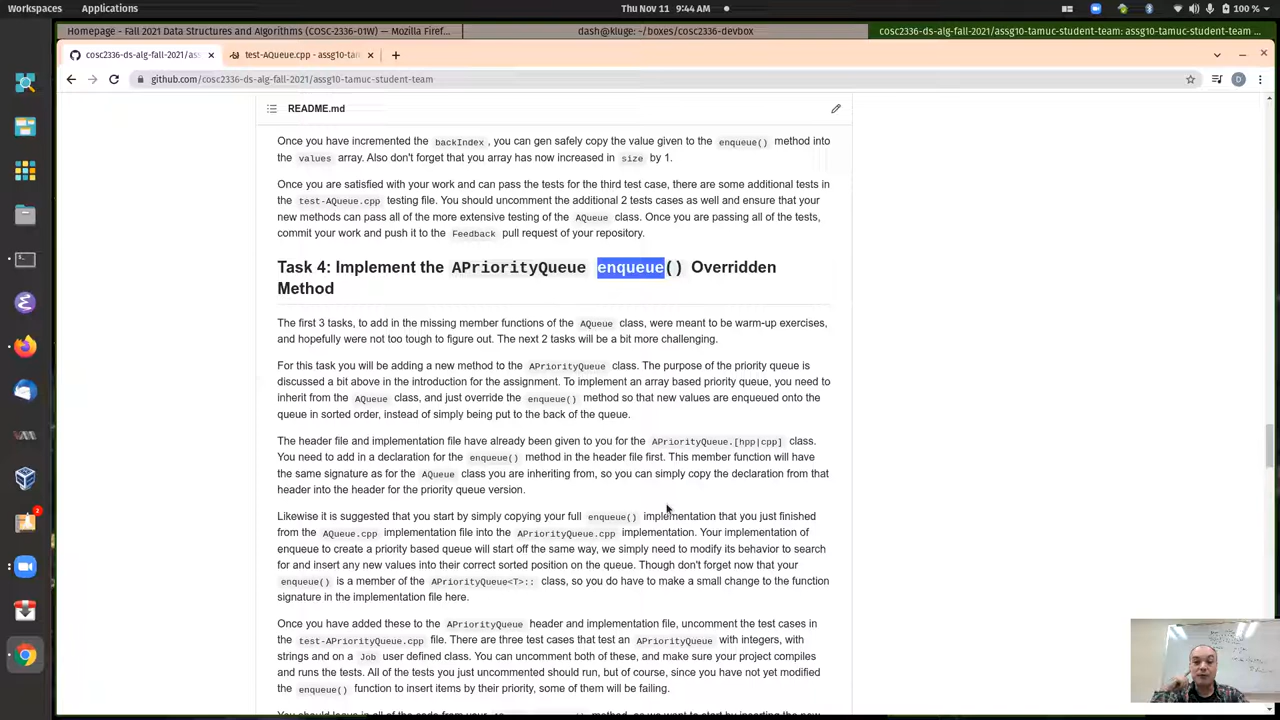 Workspaces Applications Thu Nov 11 9:44 AM 100 %
Homepage - Fall 2021 Data Structures and Algorithms (COSC-2336-01W) — Mozilla Firef... dash@kluge: ~/boxes/cosc2336-devbox cosc2336-ds-alg-fall-2021/assg10-tamuc-student-team: assg10-tamuc-student-team ...
cosc2336-ds-alg-fall-2021/ass test-AQueue.cpp - assg10-tam
github.com/cosc2336-ds-alg-fall-2021/assg10-tamuc-student-team D
README.md
Once you have incremented the backIndex , you can gen safely copy the value given to the enqueue() method into
the values array. Also don't forget that you array has now increased in size by 1.
Once you are satisfied with your work and can pass the tests for the third test case, there are some additional tests in
the test-AQueue.cpp testing file. You should uncomment the additional 2 tests cases as well and ensure that your
new methods can pass all of the more extensive testing of the AQueue class. Once you are passing all of the tests,
commit your work and push it to the Feedback pull request of your repository.
Task 4: Implement the APriorityQueue enqueue() Overridden
Method
The first 3 tasks, to add in the missing member functions of the AQueue class, were meant to be warm-up exercises,
and hopefully were not too tough to figure out. The next 2 tasks will be a bit more challenging.
For this task you will be adding a new method to the APriorityQueue class. The purpose of the priority queue is
discussed a bit above in the introduction for the assignment. To implement an array based priority queue, you need to
inherit from the AQueue class, and just override the enqueue() method so that new values are enqueued onto the
queue in sorted order, instead of simply being put to the back of the queue.
The header file and implementation file have already been given to you for the APriorityQueue.[hpp|cpp] class.
You need to add in a declaration for the enqueue() method in the header file first. This member function will have
the same signature as for the AQueue class you are inheriting from, so you can simply copy the declaration from that
header into the header for the priority queue version.
Likewise it is suggested that you start by simply copying your full enqueue() implementation that you just finished
from the AQueue.cpp implementation file into the APriorityQueue.cpp implementation. Your implementation of
enqueue to create a priority based queue will start off the same way, we simply need to modify its behavior to search
for and insert any new values into their correct sorted position on the queue. Though don't forget now that your
enqueue() is a member of the APriorityQueue<T>:: class, so you do have to make a small change to the function
signature in the implementation file here.
Once you have added these to the APriorityQueue header and implementation file, uncomment the test cases in
the test-APriorityQueue.cpp file. There are three test cases that test an APriorityQueue with integers, with
strings and on a Job user defined class. You can uncomment both of these, and make sure your project compiles
and runs the tests. All of the tests you just uncommented should run, but of course, since you have not yet modified
the enqueue() function to insert items by their priority, some of them will be failing.